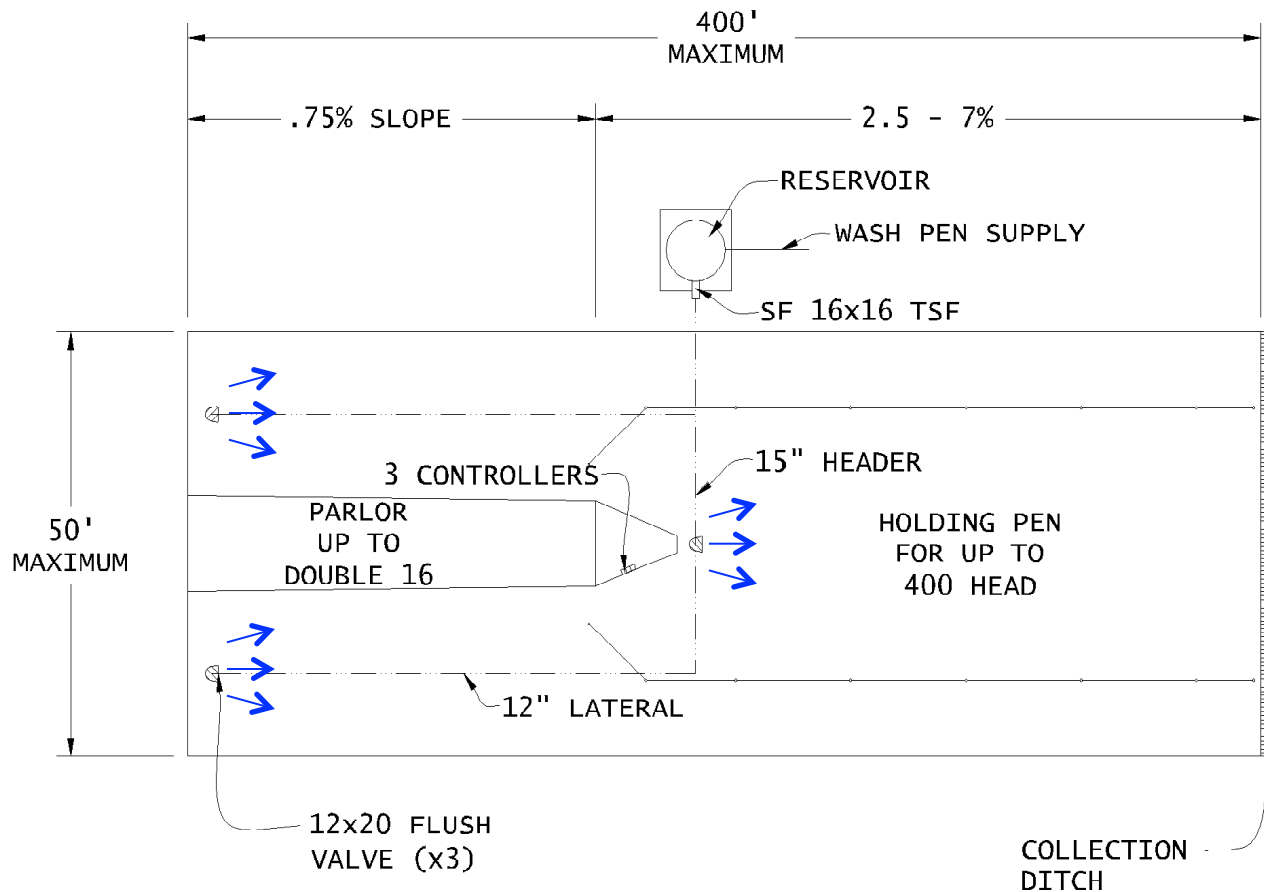 400'
MAXIMUM
.75% SLOPE
2.5 - 7%
RESERVOIR
WASH PEN SUPPLY
SF 16x16 TSF
3 CONTROLLERS
15" HEADER
50'
MAXIMUM
PARLOR
UP TO
DOUBLE 16
HOLDING PEN
FOR UP TO
400 HEAD
12" LATERAL
12x20 FLUSH
VALVE (x3)
COLLECTION
DITCH